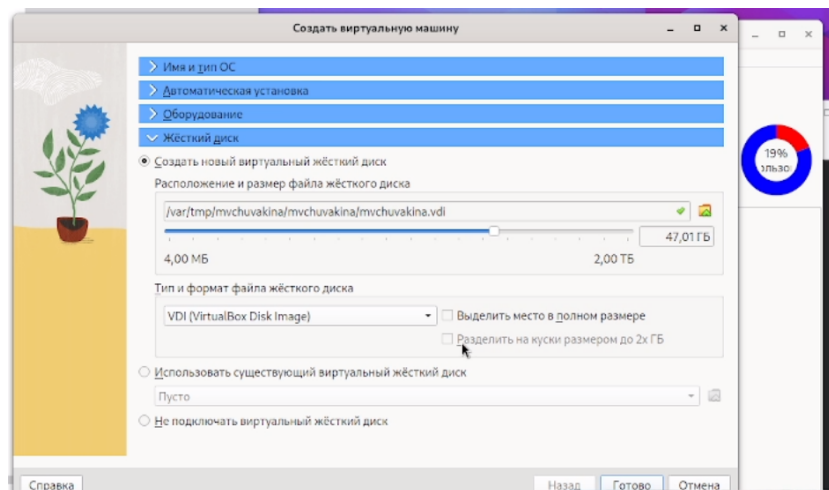 Создать виртуальную машину
Имя и тип ОС
Автоматическая установка
Оборудование
Жёсткий диск
Создать новый виртуальный жёсткий диск
Расположение и размер файла жёсткого диска
/var/tmp/mvchuvakina/mvchuvakina/mvchuvakina.vdi
47,01 ГБ
4,00 МБ 2,00 ТБ
Тип и формат файла жёсткого диска
VDI (VirtualBox Disk Image) Выделить место в полном размере
Разделить на куски размером до 2х ГБ
Использовать существующий виртуальный жёсткий диск
Пусто
Не подключать виртуальный жёсткий диск
Справка Назад Готово Отмена
19%